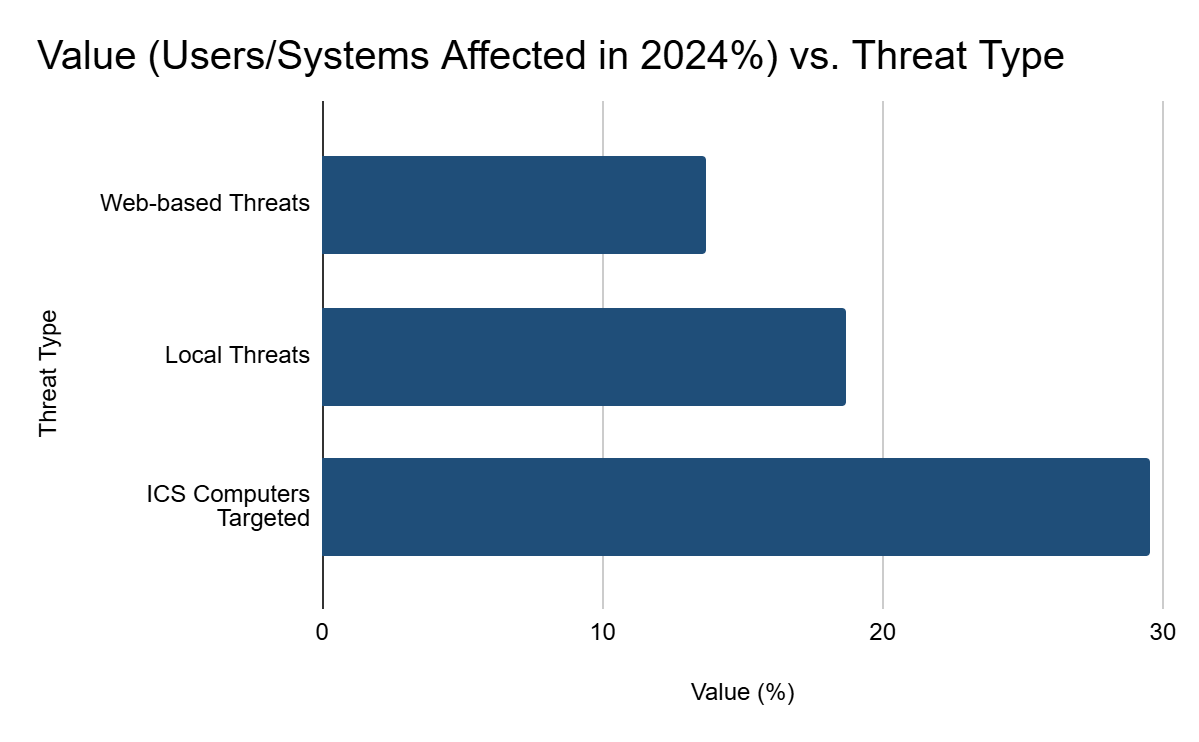 Value (Users/Systems Affected in 2024%) vs. Threat Type
Threat Type
Web-based Threats
Local Threats
ICS Computers
Targeted
0
10
20
30
Value (%)